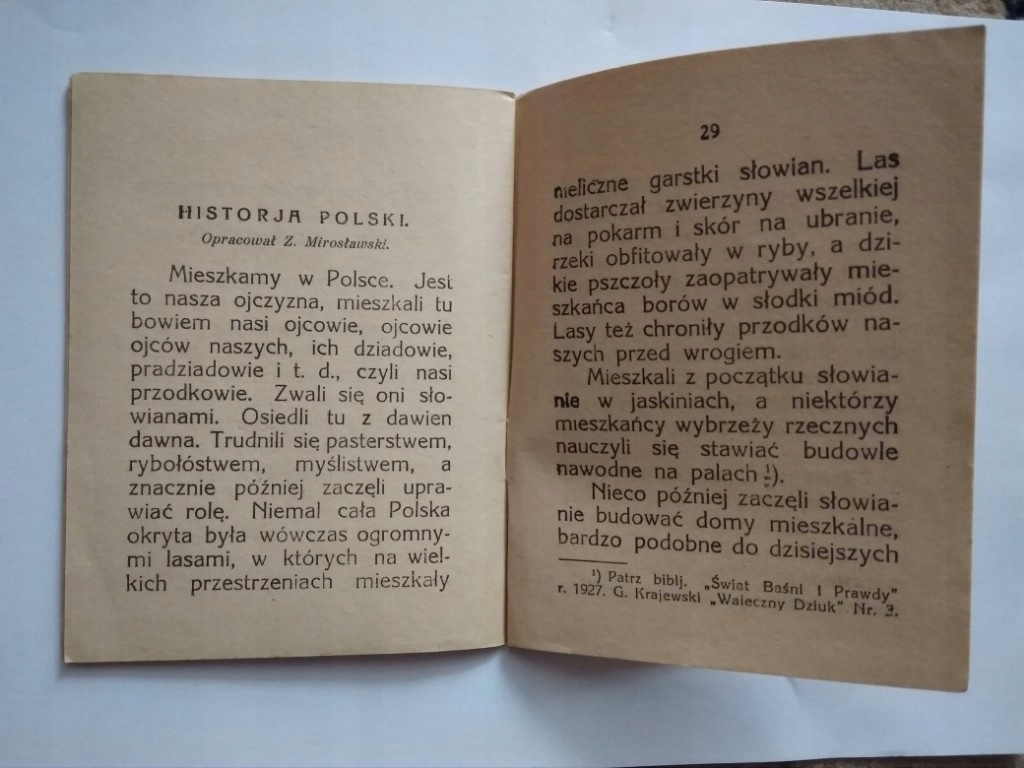 HISTORJA POLSKI.
Opracował Z. Mirosławski.
Mieszkamy w Polsce. Jest
to nasza ojczyzna, mieszkali tu
bowiem nasi ojcowie, ojcowie
ojców naszych, ich dziadowie,
pradziadowie i t. d., czyli nasi
przodkowie. Zwali się oni sło-
wianami. Osiedli tu z dawien
dawna. Trudnili się pasterstwem,
rybołóstwem, myślistwem, a
znacznie później zaczęli upra-
wiać rolę. Niemal cała Polska
okryta była wówczas ogromny-
mi lasami, w których na wiel-
kich przestrzeniach mieszkały
29
nieliczne garstki słowian. Las
dostarczał zwierzyny wszelkiej
na pokarm i skór na ubranie,
rzeki obfitowały w ryby, a dzi-
kie pszczoły zaopatrywały mie-
szkańca borów w słodki miód.
Lasy też chroniły przodków na-
szych przed wrogiem.
Mieszkali z początku słowia-
nie w jaskiniach, a niektórzy
mieszkańcy wybrzeży rzecznych
nauczyli się stawiać budowle
nawodne na palach ¹).
Nieco później zaczęli słowia-
nie budować domy mieszkalne,
bardzo podobne do dzisiejszych
¹) Patrz biblj. „Świat Baśni i Prawdy"
r. 1927. G. Krajewski „Waleczny Dziuk" Nr. 3.